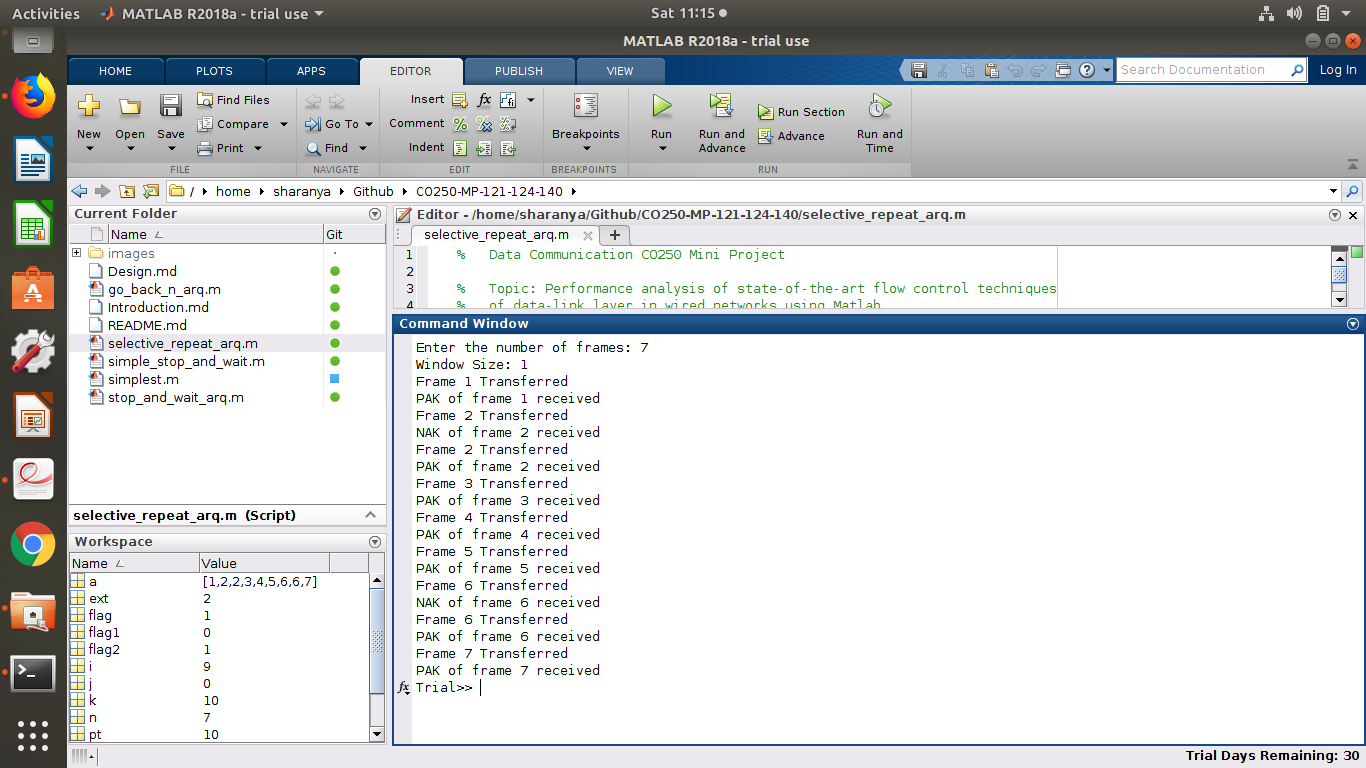 Activities MATLAB R2018a - trial use Sat 11:15
MATLAB R2018a - trial use
HOME PLOTS APPS EDITOR PUBLISH VIEW Search Documentation Log In
New Open Save Find Files Compare Print
FILE
Go To Find
NAVIGATE
Insert fx
Comment
Indent
EDIT
Breakpoints
BREAKPOINTS
Run Run and Advance Run Section Advance Run and Time
RUN
/ home sharanya Github CO250-MP-121-124-140
Current Folder
Name Git
images
Design.md
go_back_n_arq.m
Introduction.md
README.md
selective_repeat_arq.m
simple_stop_and_wait.m
simplest.m
stop_and_wait_arq.m
selective_repeat_arq.m (Script)
Workspace
Name Value
a [1,2,2,3,4,5,6,6,7]
ext 2
flag 1
flag1 0
flag2 1
i 9
j 0
k 10
n 7
pt 10
Editor - /home/sharanya/Github/CO250-MP-121-124-140/selective_repeat_arq.m
selective_repeat_arq.m
1 % Data Communication CO250 Mini Project
2
3 % Topic: Performance analysis of state-of-the-art flow control techniques
4 % of data-link layer in wired networks using Matlab
Command Window
Enter the number of frames: 7
Window Size: 1
Frame 1 Transferred
PAK of frame 1 received
Frame 2 Transferred
NAK of frame 2 received
Frame 2 Transferred
PAK of frame 2 received
Frame 3 Transferred
PAK of frame 3 received
Frame 4 Transferred
PAK of frame 4 received
Frame 5 Transferred
PAK of frame 5 received
Frame 6 Transferred
NAK of frame 6 received
Frame 6 Transferred
PAK of frame 6 received
Frame 7 Transferred
PAK of frame 7 received
fx Trial>>
Trial Days Remaining: 30